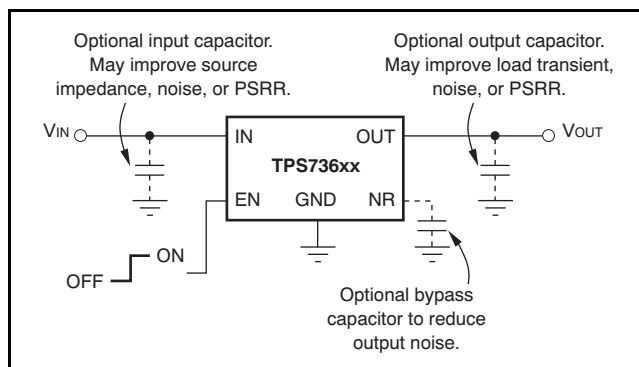 Optional input capacitor.
May improve source
impedance, noise, or PSRR.
Optional output capacitor.
May improve load transient,
noise, or PSRR.
VIN
IN
OUT
VOUT
TPS736xx
EN
GND
NR
ON
OFF
Optional bypass
capacitor to reduce
output noise.